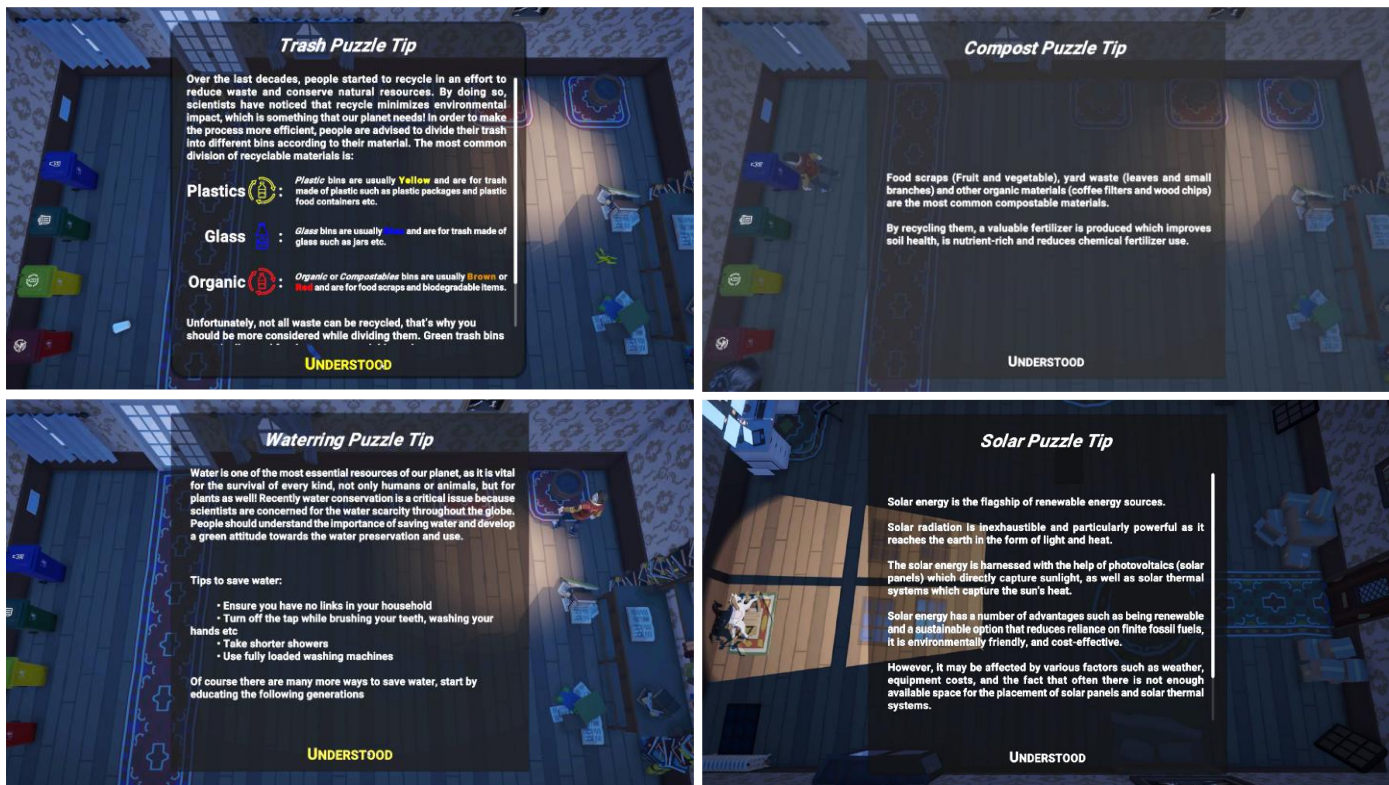 Trash Puzzle Tip
Over the last decades, people started to recycle in an effort to
reduce waste and conserve natural resources. By doing so,
scientists have noticed that recycle minimizes environmental
impact, which is something that our planet needs! In order to make
the process more efficient, people are advised to divide their trash
into different bins according to their material. The most common
division of recyclable materials is:
Plastics :
Plastic bins are usually Yellow and are for trash
made of plastic such as plastic packages and plastic
food containers etc.
Glass :
Glass bins are usually Blue and are for trash made of
glass such as jars etc.
Organic :
Organic or Compostables bins are usually Brown or
Red and are for food scraps and biodegradable items.
Unfortunately, not all waste can be recycled, that's why you
should be more considered while dividing them. Green trash bins
UNDERSTOOD
Compost Puzzle Tip
Food scraps (Fruit and vegetable), yard waste (leaves and small
branches) and other organic materials (coffee filters and wood chips)
are the most common compostable materials.
By recycling them, a valuable fertilizer is produced which improves
soil health, is nutrient-rich and reduces chemical fertilizer use.
UNDERSTOOD
Waterring Puzzle Tip
Water is one of the most essential resources of our planet, as it is vital
for the survival of every kind, not only humans or animals, but for
plants as well! Recently water conservation is a critical issue because
scientists are concerned for the water scarcity throughout the globe.
People should understand the importance of saving water and develop
a green attitude towards the water preservation and use.
Tips to save water:
• Ensure you have no links in your household
• Turn off the tap while brushing your teeth, washing your
hands etc
• Take shorter showers
• Use fully loaded washing machines
Of course there are many more ways to save water, start by
educating the following generations
UNDERSTOOD
Solar Puzzle Tip
Solar energy is the flagship of renewable energy sources.
Solar radiation is inexhaustible and particularly powerful as it
reaches the earth in the form of light and heat.
The solar energy is harnessed with the help of photovoltaics (solar
panels) which directly capture sunlight, as well as solar thermal
systems which capture the sun's heat.
Solar energy has a number of advantages such as being renewable
and a sustainable option that reduces reliance on finite fossil fuels,
it is environmentally friendly, and cost-effective.
However, it may be affected by various factors such as weather,
equipment costs, and the fact that often there is not enough
available space for the placement of solar panels and solar thermal
systems.
UNDERSTOOD